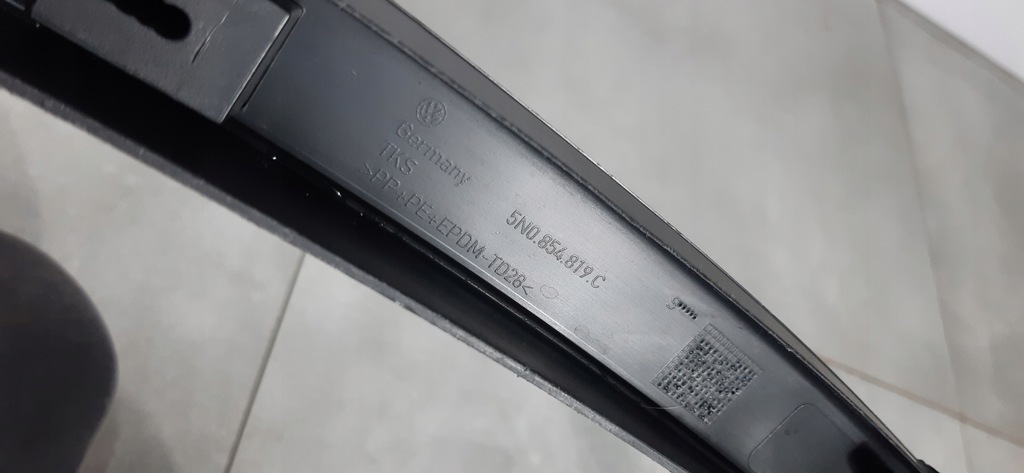 Germany
TKS
>PP+PE+EPDM-TD28<
5N0.854.819.C